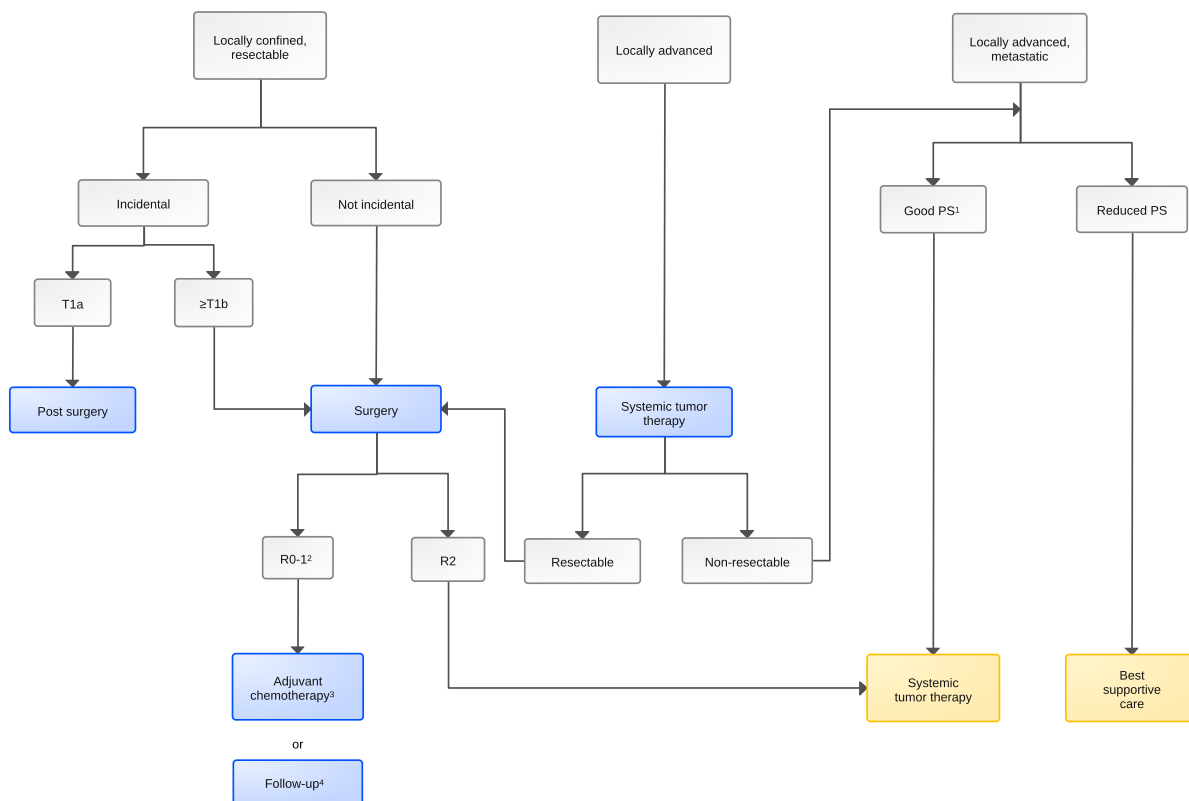 Locally confined,
resectable
Locally advanced
Locally advanced,
metastatic
Incidental
Not incidental
Good PS¹
Reduced PS
T1a
≥T1b
Post surgery
Surgery
Systemic tumor
therapy
R0-1²
R2
Resectable
Non-resectable
Adjuvant
chemotherapy³
Systemic
tumor therapy
Best
supportive
care
or
Follow-up⁴